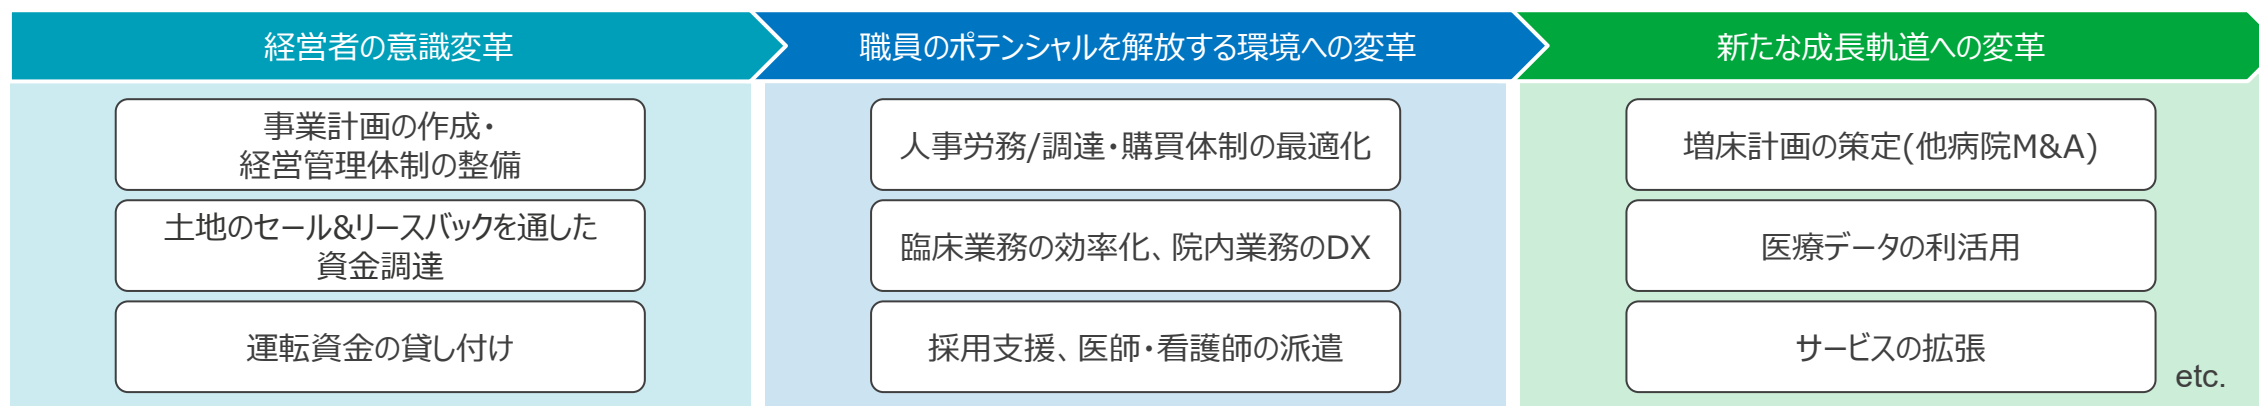 経営者の意識変革
職員のポテンシャルを解放する環境への変革
新たな成長軌道への変革
事業計画の作成・
経営管理体制の整備
土地のセール&リースバックを通した
資金調達
運転資金の貸し付け
人事労務/調達・購買体制の最適化
臨床業務の効率化、院内業務のDX
採用支援、医師・看護師の派遣
増床計画の策定(他病院M&A)
医療データの利活用
サービスの拡張
etc.